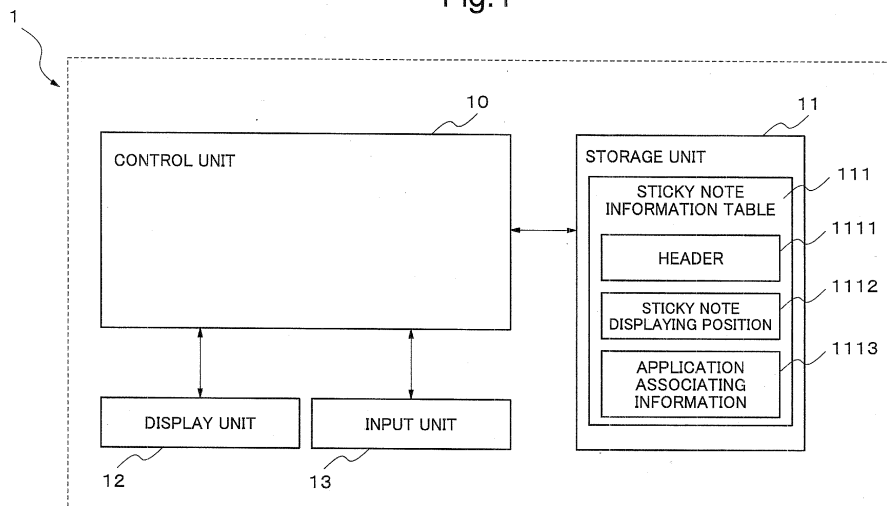 Fig.1
1
10
11
CONTROL UNIT
STORAGE UNIT
111
STICKY NOTE
INFORMATION TABLE
1111
HEADER
1112
STICKY NOTE
DISPLAYING POSITION
1113
APPLICATION
ASSOCIATING
INFORMATION
DISPLAY UNIT
INPUT UNIT
12
13